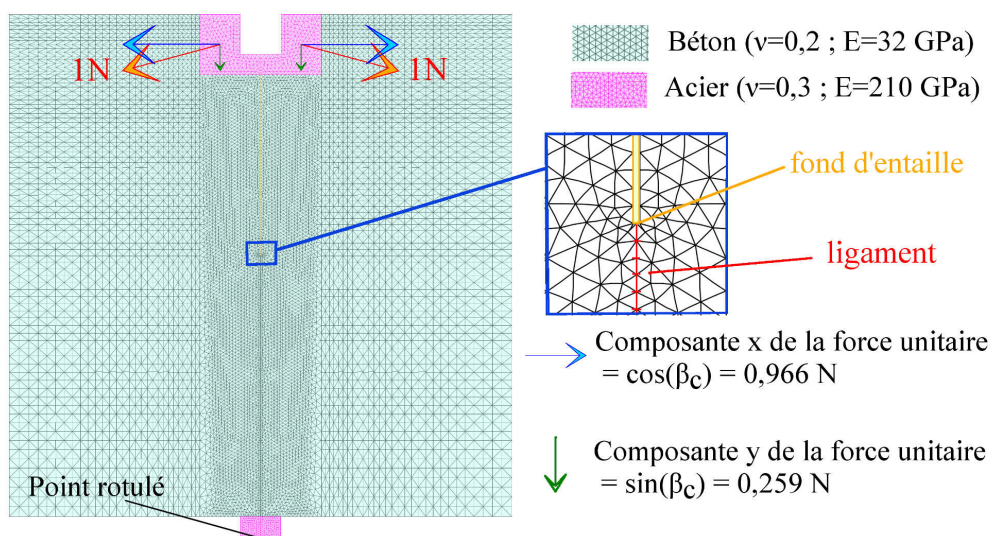 1N
1N
Béton (ν=0,2 ; E=32 GPa)
Acier (ν=0,3 ; E=210 GPa)
fond d'entaille
ligament
Composante x de la force unitaire
= cos(βc) = 0,966 N
Composante y de la force unitaire
= sin(βc) = 0,259 N
Point rotulé